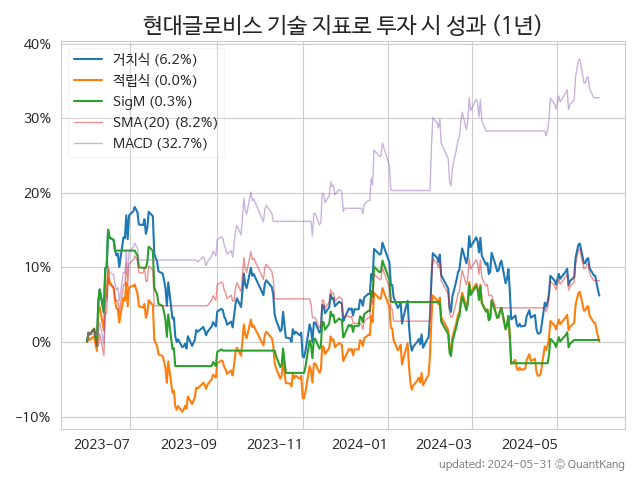 현대글로비스 기술 지표로 투자 시 성과 (1년)
40%
30%
20%
10%
0%
−10%
거치식 (6.2%)
적립식 (0.0%)
SigM (0.3%)
SMA(20) (8.2%)
MACD (32.7%)
2023-07
2023-09
2023-11
2024-01
2024-03
2024-05
updated: 2024-05-31 ⓒ QuantKang